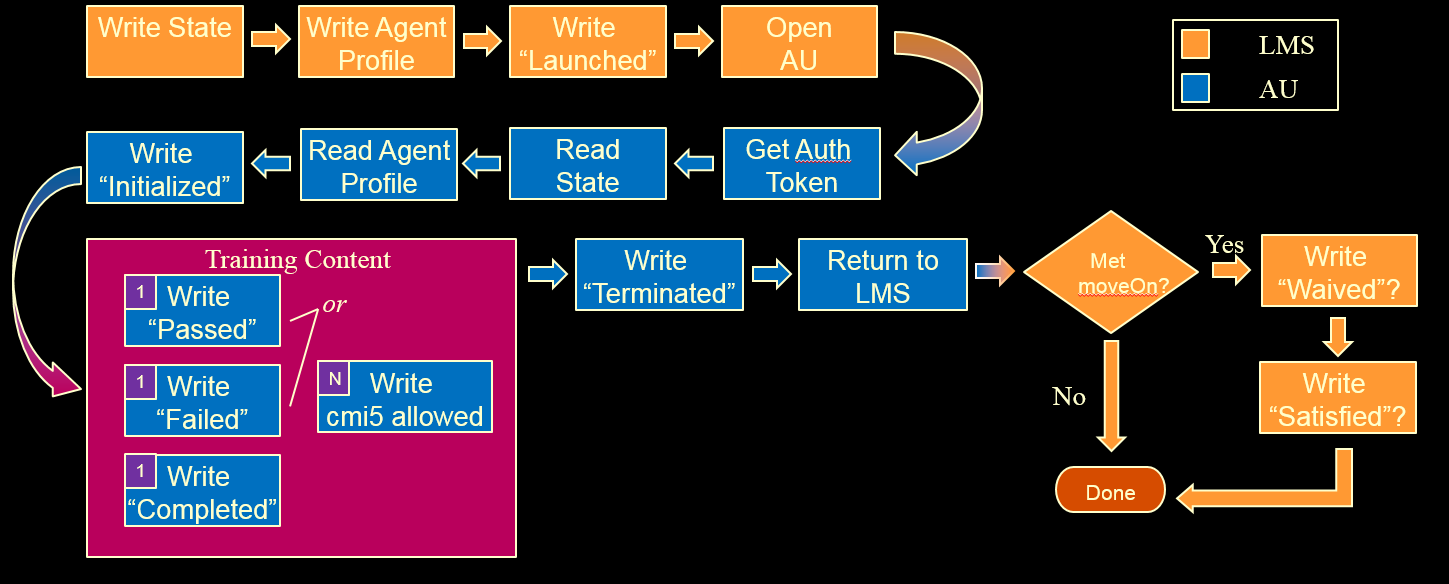 Write State
Write Agent
Profile
Write
“Launched”
Open
AU
LMS
AU
Get Auth
Token
Read
State
Read Agent
Profile
Write
“Initialized”
Training Content
1
Write
“Passed”
or
1
Write
“Failed”
N
Write
cmi5 allowed
1
Write
“Completed”
Write
“Terminated”
Return to
LMS
Met
moveOn?
Yes
Write
“Waived”?
Write
“Satisfied”?
No
Done